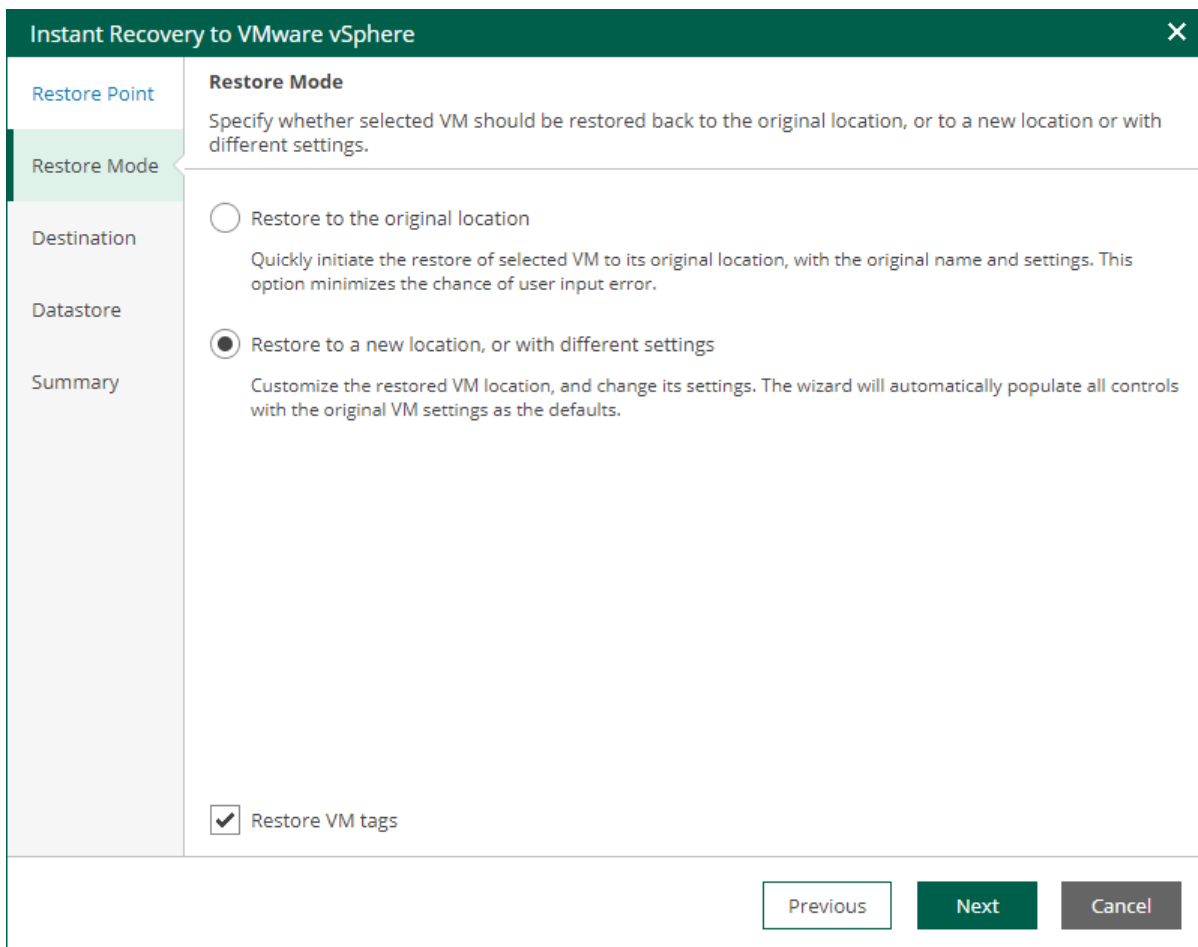 Instant Recovery to VMware vSphere
Restore Point
Restore Mode
Destination
Datastore
Summary
Restore Mode
Specify whether selected VM should be restored back to the original location, or to a new location or with
different settings.
Restore to the original location
Quickly initiate the restore of selected VM to its original location, with the original name and settings. This
option minimizes the chance of user input error.
Restore to a new location, or with different settings
Customize the restored VM location, and change its settings. The wizard will automatically populate all controls
with the original VM settings as the defaults.
Restore VM tags
Previous
Next
Cancel